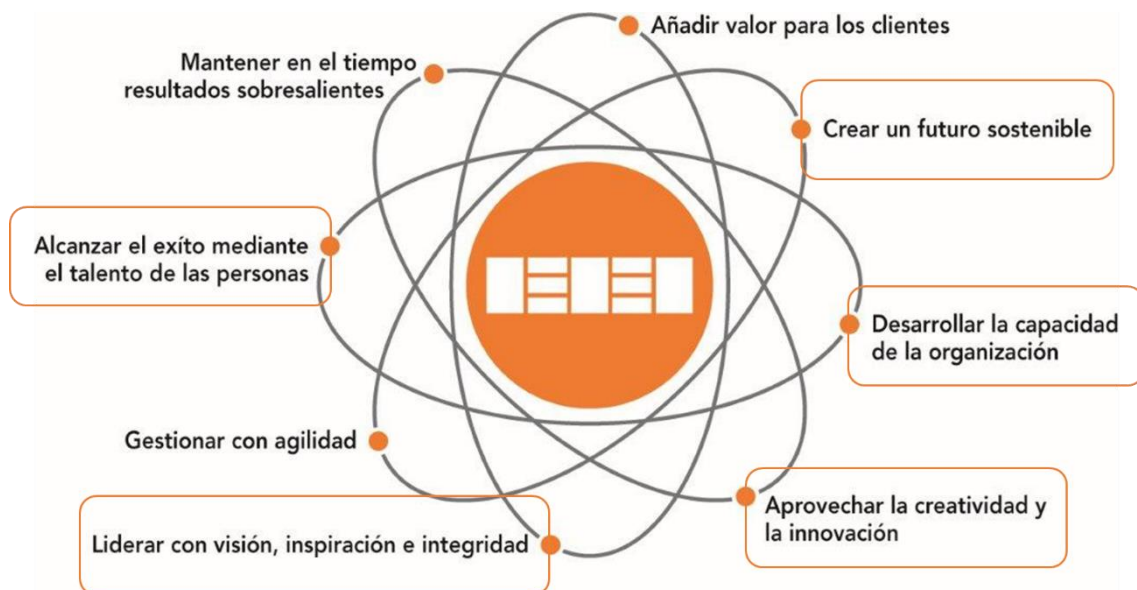 Añadir valor para los clientes
Mantener en el tiempo
resultados sobresalientes
Crear un futuro sostenible
Alcanzar el exíto mediante
el talento de las personas
Desarrollar la capacidad
de la organización
Gestionar con agilidad
Aprovechar la creatividad y
la innovación
Liderar con visión, inspiración e integridad